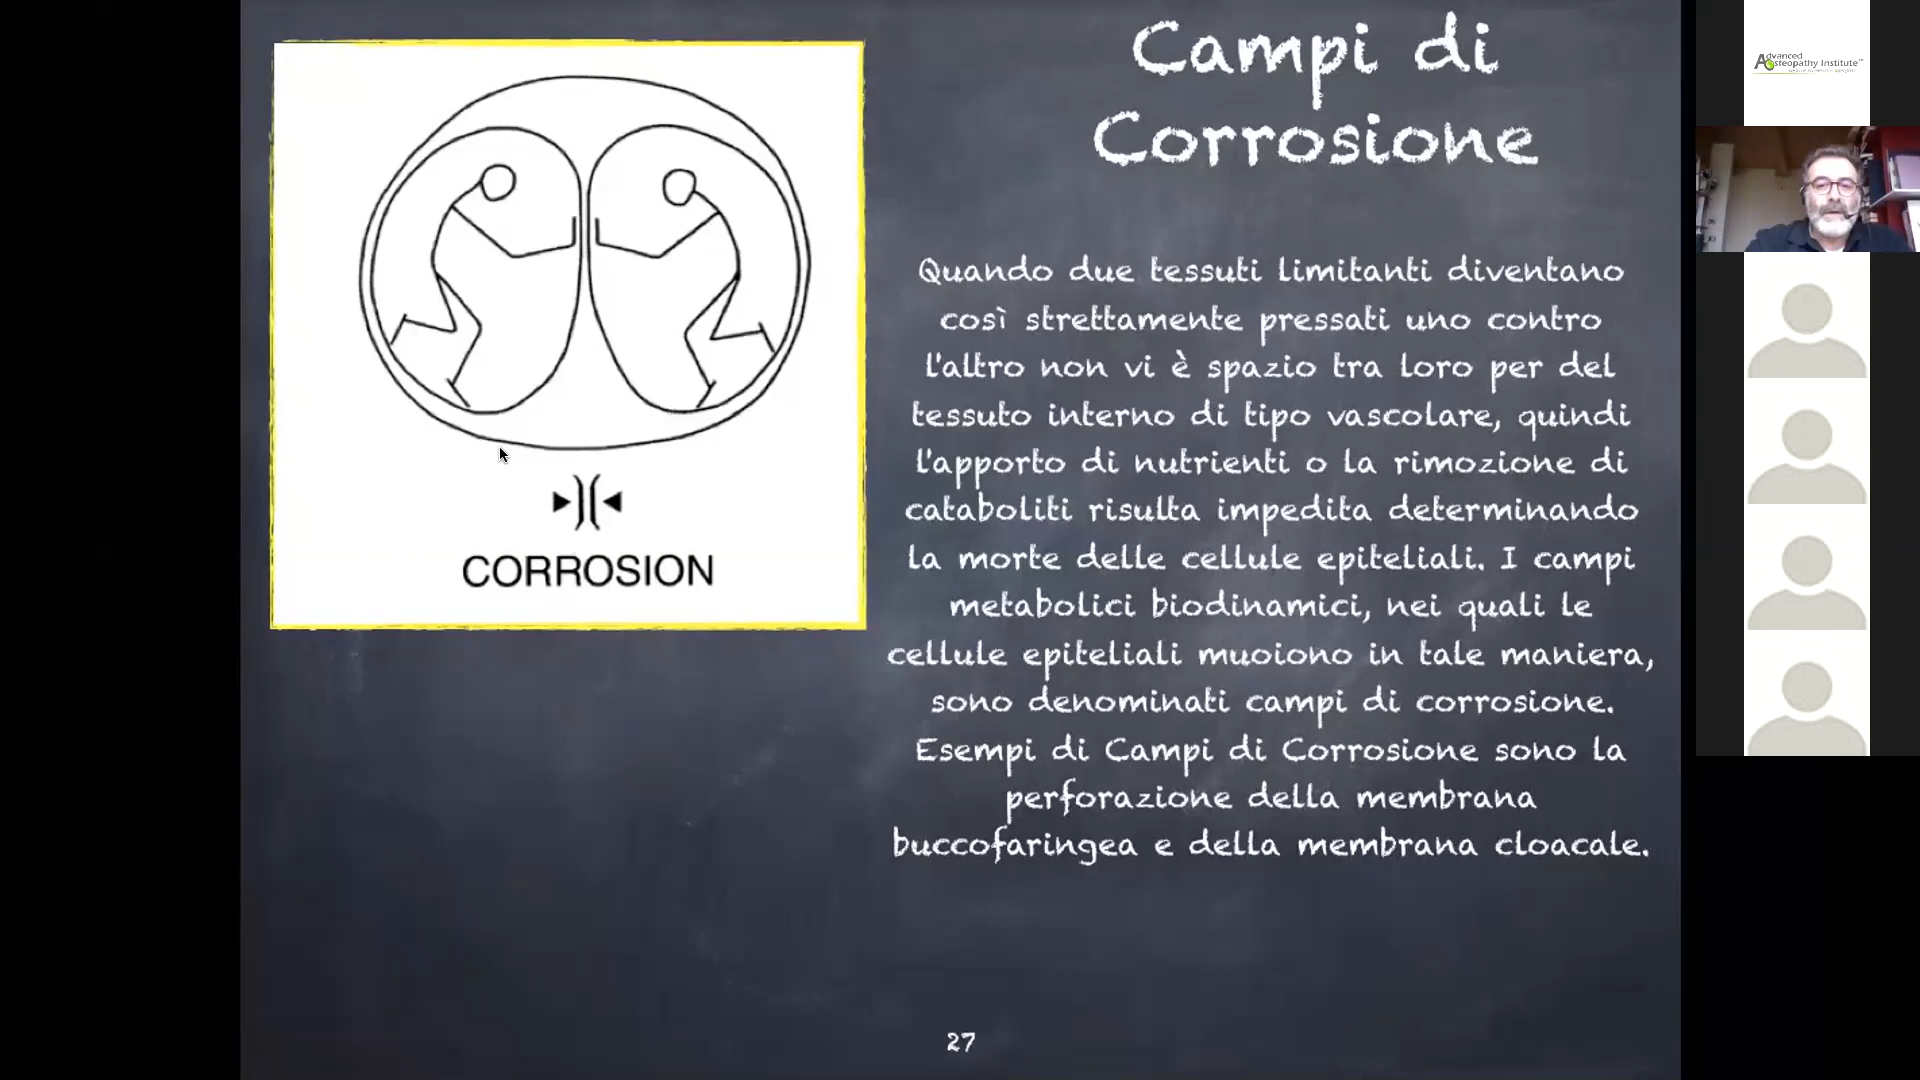 Campi di
Corrosione
CORROSION
Quando due tessuti limitanti diventano
così strettamente pressati uno contro
l'altro non vi è spazio tra loro per del
tessuto interno di tipo vascolare, quindi
l'apporto di nutrienti o la rimozione di
cataboliti risulta impedita determinando
la morte delle cellule epiteliali. I campi
metabolici biodinamici, nei quali le
cellule epiteliali muoiono in tale maniera,
sono denominati campi di corrosione.
Esempi di Campi di Corrosione sono la
perforazione della membrana
buccofaringea e della membrana cloacale.
27
Advanced
Osteopathy Institute™